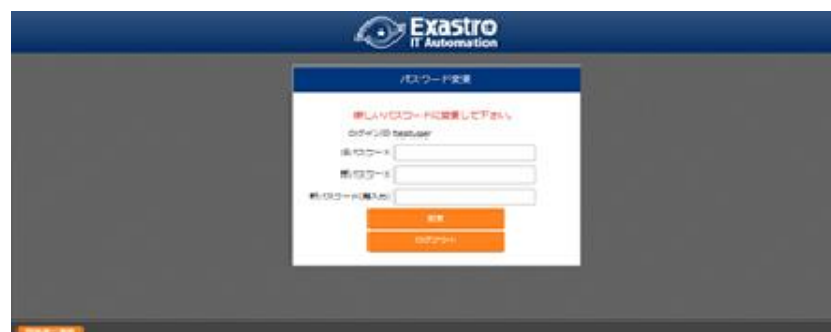 Exastro
IT Automation
パスワード変更
新しいパスワードに変更して下さい。
ログインID testuser
旧パスワード
新パスワード
新パスワード(再入力)
変更
ログアウト